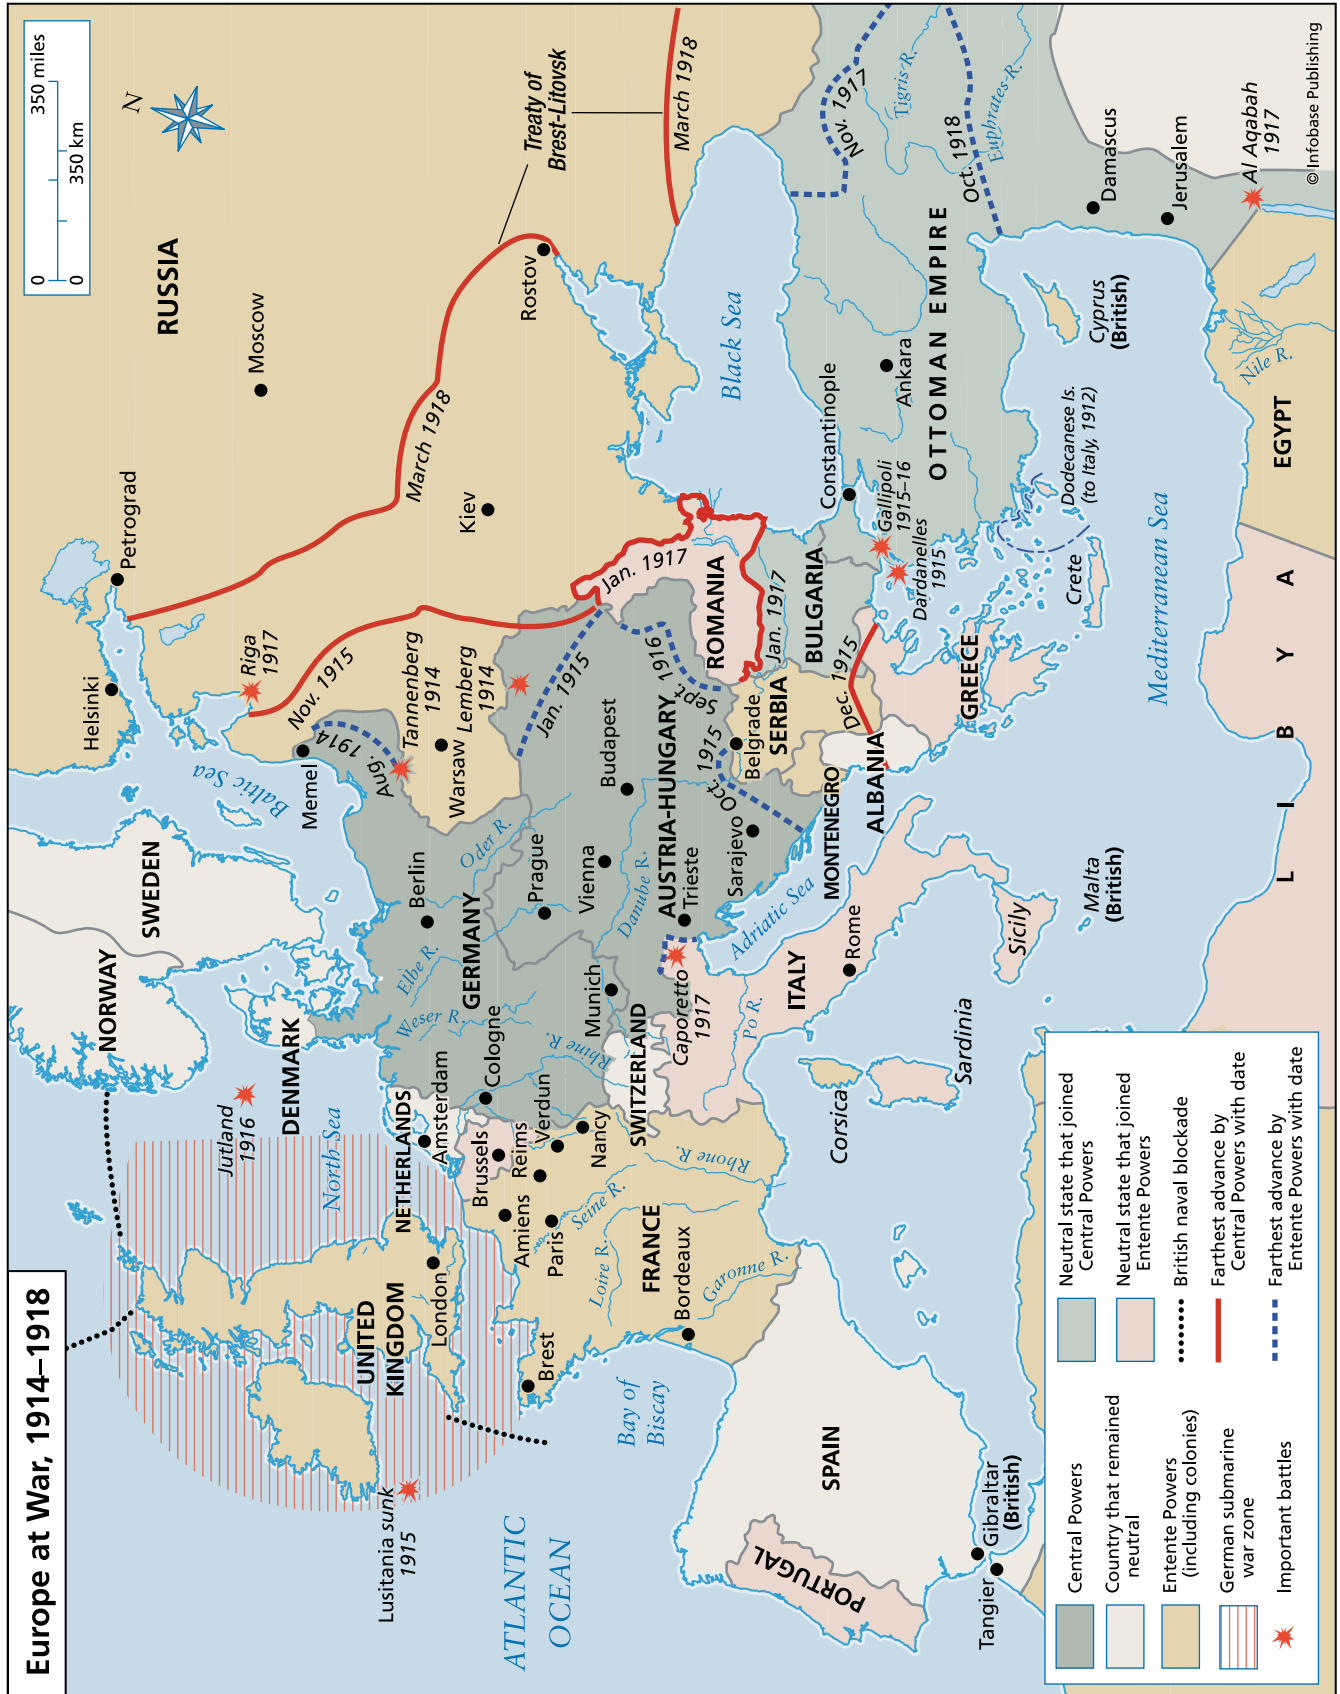 Europe at War, 1914–1918
0 350 miles
0 350 km
N
RUSSIA
Petrograd
Helsinki
Moscow
Riga
1917
Nov. 1915
March 1918
Treaty of
Brest-Litovsk
March 1918
Rostov
Kiev
NORWAY
SWEDEN
DENMARK
Baltic Sea
Memel
Aug. 1914
Tannenberg
1914
Warsaw
Lemberg
1914
Jan. 1915
Jutland
1916
North Sea
UNITED
KINGDOM
London
Lusitania sunk
1915
ATLANTIC
OCEAN
NETHERLANDS
Amsterdam
Brussels
Cologne
GERMANY
Berlin
Elbe R.
Weser R.
Oder R.
Rhine R.
Munich
Prague
Vienna
Budapest
Danube R.
AUSTRIA-HUNGARY
Trieste
Sarajevo
Sept. 1916
Oct. 1915
Belgrade
SERBIA
MONTENEGRO
ALBANIA
Dec. 1915
ROMANIA
Jan. 1917
Jan. 1917
BULGARIA
GREECE
Black Sea
Constantinople
Gallipoli
1915–16
Dardanelles
1915
Ankara
OTTOMAN EMPIRE
Nov. 1917
Oct. 1918
Tigris R.
Euphrates R.
Damascus
Jerusalem
Al Aqabah
1917
© Infobase Publishing
Cyprus
(British)
Dodecanese Is.
(to Italy, 1912)
Crete
Mediterranean Sea
Nile R.
EGYPT
LIBYA
Amiens
Reims
Verdun
Nancy
Paris
Seine R.
Loire R.
FRANCE
Brest
Bordeaux
Garonne R.
Rhone R.
Bay of
Biscay
SWITZERLAND
Caporetto
1917
Po R.
ITALY
Adriatic Sea
Rome
Corsica
Sardinia
Sicily
Malta
(British)
SPAIN
PORTUGAL
Gibraltar
(British)
Tangier
Central Powers
Country that remained
neutral
Entente Powers
(including colonies)
German submarine
war zone
Important battles
Neutral state that joined
Central Powers
Neutral state that joined
Entente Powers
British naval blockade
Farthest advance by
Central Powers with date
Farthest advance by
Entente Powers with date